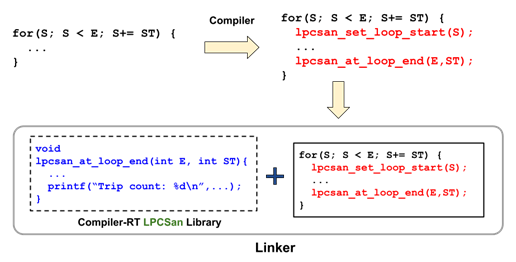 Compiler
for(S; S < E; S+= ST) {
...
}
for(S; S < E; S+= ST) {
lpcsan_set_loop_start(S);
...
lpcsan_at_loop_end(E,ST);
}
void
lpcsan_at_loop_end(int E, int ST){
...
printf(“Trip count: %d\n”,...);
}
Compiler-RT LPCSan Library
+
for(S; S < E; S+= ST) {
lpcsan_set_loop_start(S);
...
lpcsan_at_loop_end(E,ST);
}
Linker